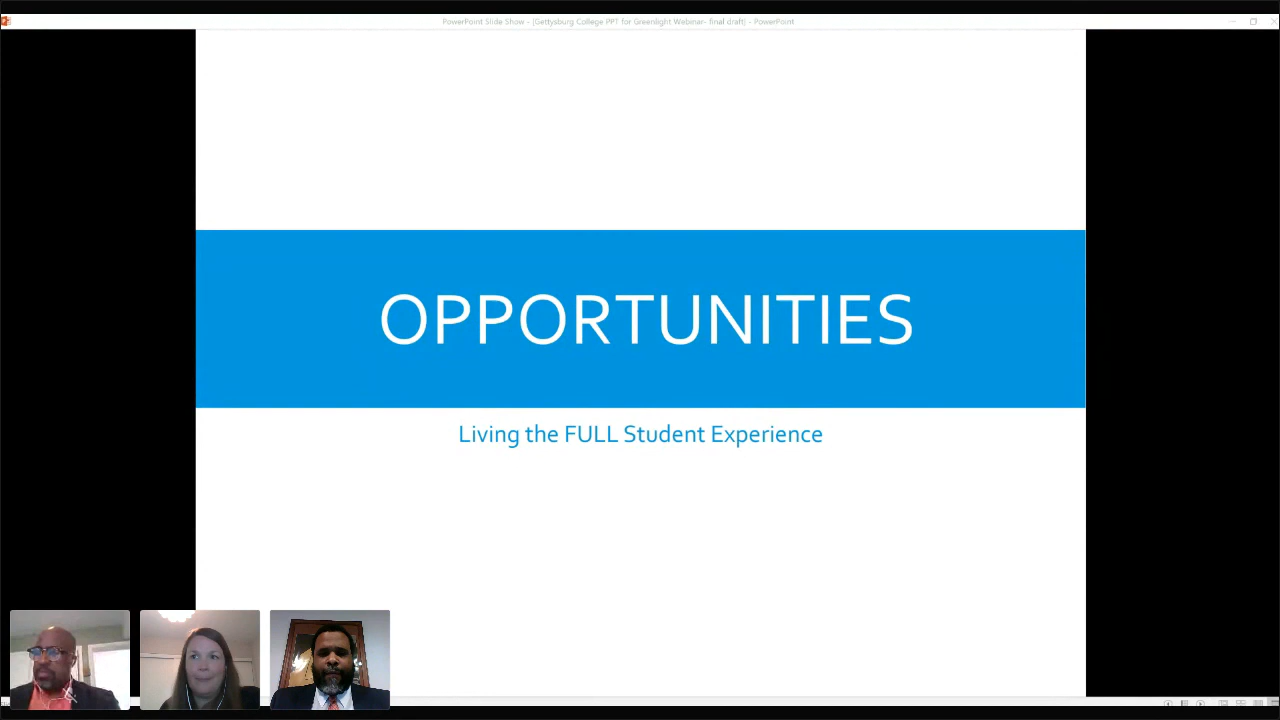 PowerPoint Slide Show - [Gettysburg College PPT for Greenlight Webinar- final draft] - PowerPoint
OPPORTUNITIES
Living the FULL Student Experience